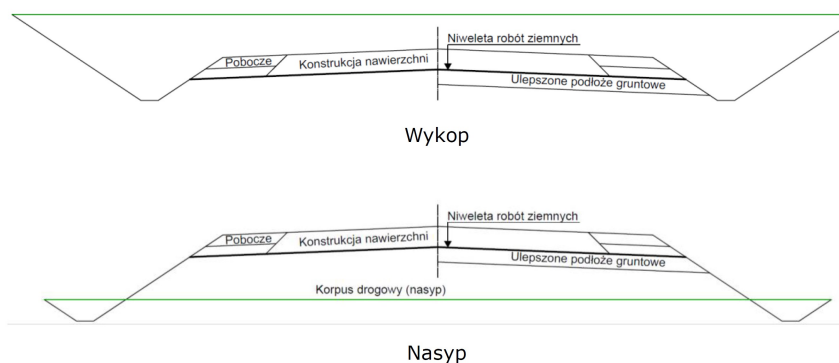 Niweleta robót ziemnych
Pobocze
Konstrukcja nawierzchni
Ulepszone podłoże gruntowe
Wykop
Niweleta robót ziemnych
Pobocze
Konstrukcja nawierzchni
Ulepszone podłoże gruntowe
Korpus drogowy (nasyp)
Nasyp